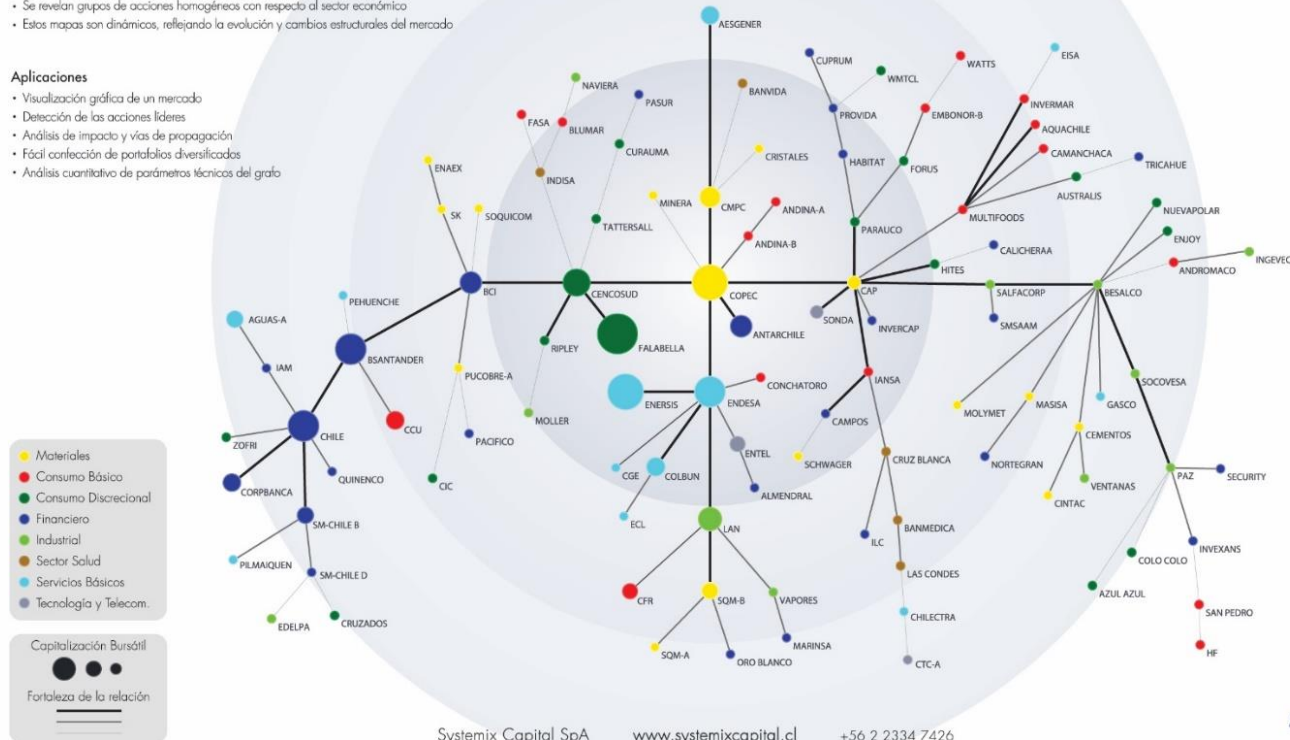 • Se revelan grupos de acciones homogéneos con respecto al sector económico
• Estos mapas son dinámicos, reflejando la evolución y cambios estructurales del mercado
Aplicaciones
• Visualización gráfica de un mercado
• Detección de las acciones líderes
• Análisis de impacto y vías de propagación
• Fácil confección de portafolios diversificados
• Análisis cuantitativo de parámetros técnicos del grafo
AESGENER
CUPRUM
WMTCL
WATTS
EISA
NAVIERA
PASUR
BANVIDA
FASA
BLUMAR
PROVIDA
EMBONOR-B
INVERMAR
AQUACHILE
CURAUMA
CRISTALES
HABITAT
FORUS
CAMANCHACA
TRICAHUE
ENAEX
INDISA
AUSTRALIS
SK
SOQUICOM
TATTERSALL
MINERA
CMPC
ANDINA-A
ANDINA-B
PARAUCO
MULTIFOODS
NUEVAPOLAR
ENJOY
CALICHERAA
HITES
ANDROMACO
INGEVEC
BCI
CENCOSUD
COPEC
CAP
SALFACORP
BESALCO
PEHUENCHE
AGUAS-A
SONDA
INVERCAP
SMSAAM
ANTARCHILE
FALABELLA
RIPLEY
BSANTANDER
IAM
PUCOBRE-A
CONCHATORO
IANSA
SOCOVESA
ENERSIS
ENDESA
MOLYMET
MASISA
GASCO
MOLLER
CAMPOS
CCU
CHILE
ZOFRI
PACIFICO
CEMENTOS
ENTEL
SCHWAGER
CRUZ BLANCA
NORTEGRAN
CGE
COLBUN
QUINENCO
CORPBANCA
CIC
ALMENDRAL
VENTANAS
PAZ
SECURITY
CINTAC
SM-CHILE B
ECL
LAN
BANMEDICA
ILC
INVEXANS
COLO COLO
PILMAIQUEN
SM-CHILE D
LAS CONDES
AZUL AZUL
CFR
SQM-B
VAPORES
SAN PEDRO
EDELPA
CRUZADOS
CHILECTRA
SQM-A
ORO BLANCO
MARINSA
CTC-A
HF
Materiales
Consumo Básico
Consumo Discrecional
Financiero
Industrial
Sector Salud
Servicios Básicos
Tecnología y Telecom.
Capitalización Bursátil
Fortaleza de la relación
Systemix Capital SpA www.systemixcapital.cl +56 2 2334 7426